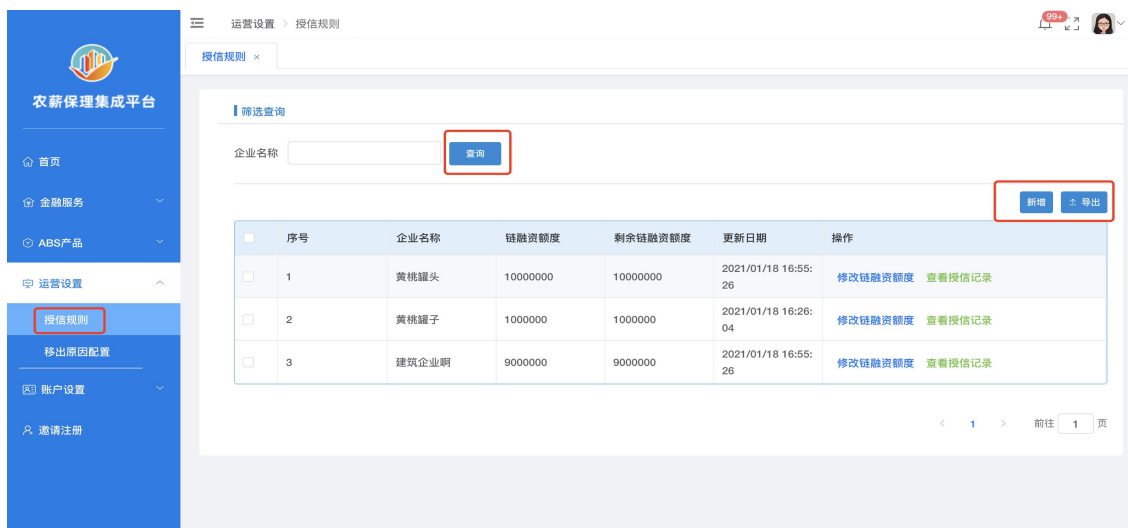 运营设置 > 授信规则
99+
授信规则 ×
农薪保理集成平台
首页
金融服务
ABS产品
运营设置
授信规则
移出原因配置
账户设置
邀请注册
筛选查询
企业名称 查询
新增 导出
序号 企业名称 链融资额度 剩余链融资额度 更新日期 操作
1 黄桃罐头 10000000 10000000 2021/01/18 16:55:26 修改链融资额度 查看授信记录
2 黄桃罐子 1000000 1000000 2021/01/18 16:26:04 修改链融资额度 查看授信记录
3 建筑企业啊 9000000 9000000 2021/01/18 16:55:26 修改链融资额度 查看授信记录
< 1 > 前往 1 页